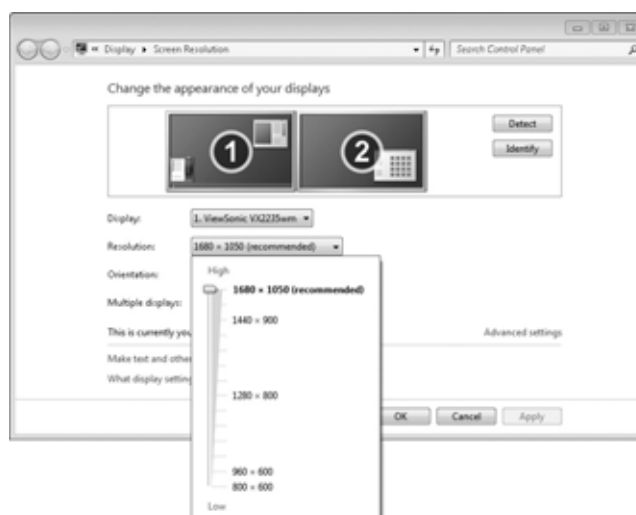 Display ▸ Screen Resolution
Search Control Panel
Change the appearance of your displays
1
2
Detect
Identify
Display: 1. ViewSonic VX2235wm
Resolution: 1680 × 1050 (recommended)
Orientation:
Multiple displays:
High
1680 × 1050 (recommended)
1440 × 900
1280 × 800
960 × 600
800 × 600
Low
This is currently you
Advanced settings
Make text and other
What display setting
OK Cancel Apply